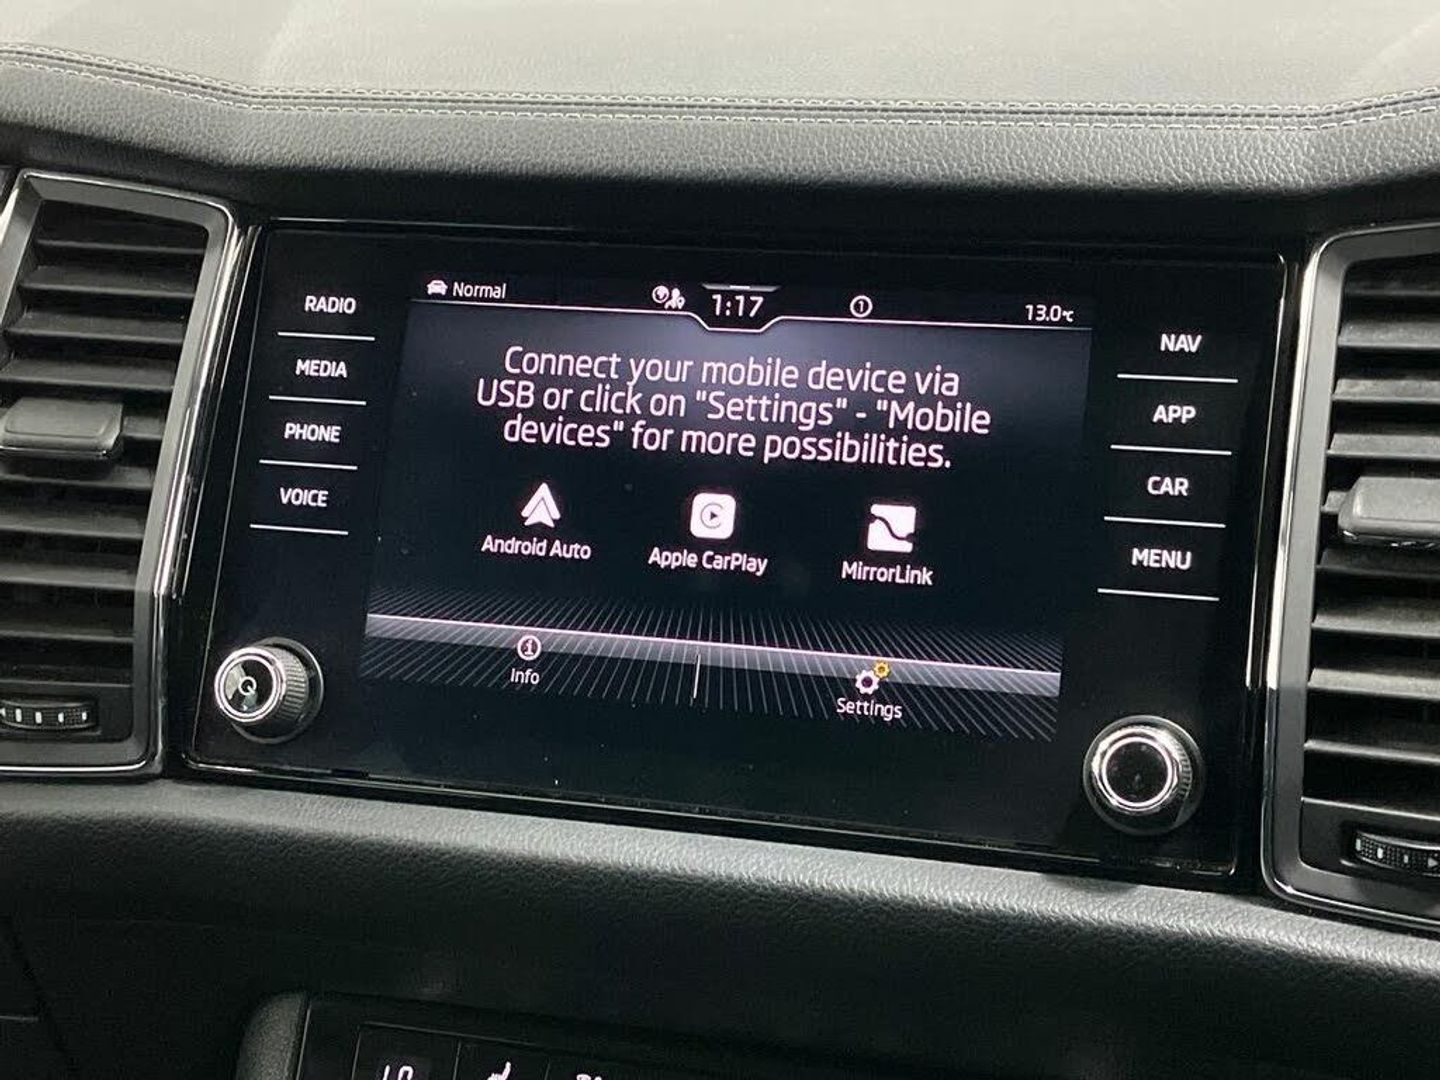 RADIO
MEDIA
PHONE
VOICE
Normal
1:17
1
13.0°C
Connect your mobile device via
USB or click on "Settings" - "Mobile
devices" for more possibilities.
Android Auto
Apple CarPlay
MirrorLink
Info
Settings
NAV
APP
CAR
MENU